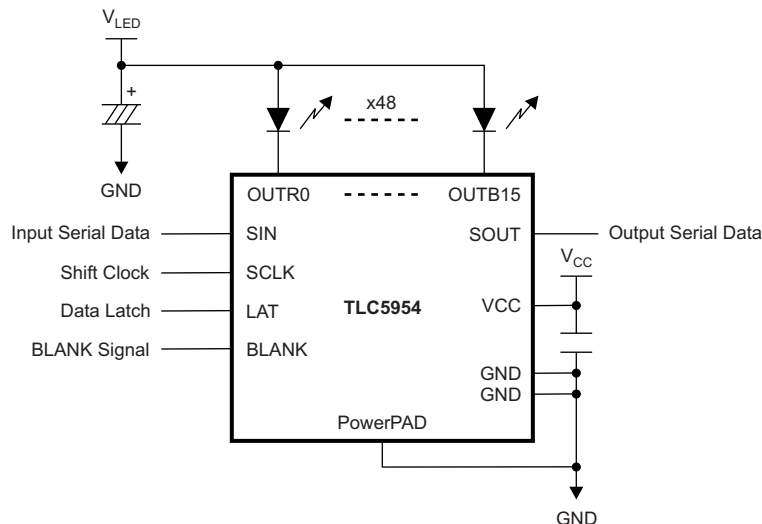 VLED
+
x48
GND
OUTR0
OUTB15
Input Serial Data
SIN
SOUT
Output Serial Data
Shift Clock
SCLK
VCC
Data Latch
LAT
TLC5954
VCC
BLANK Signal
BLANK
GND
GND
PowerPAD
GND